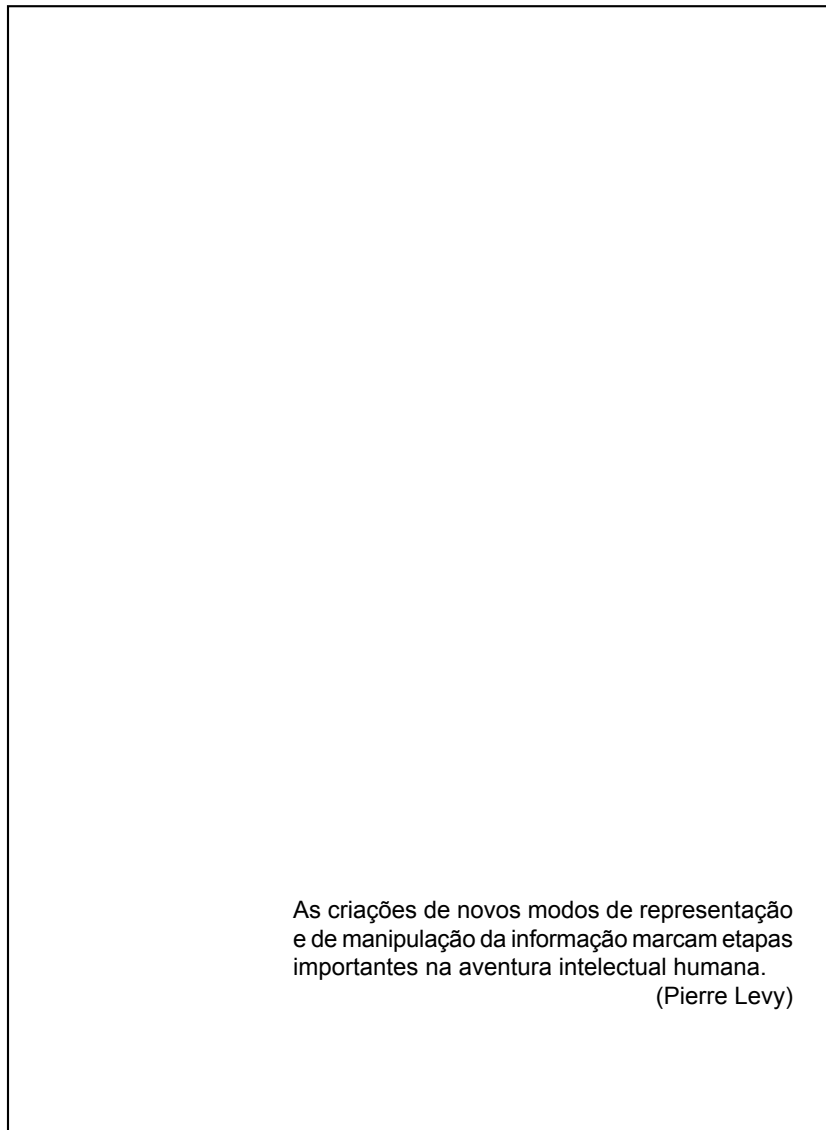 As criações de novos modos de representação
e de manipulação da informação marcam etapas
importantes na aventura intelectual humana.
(Pierre Levy)